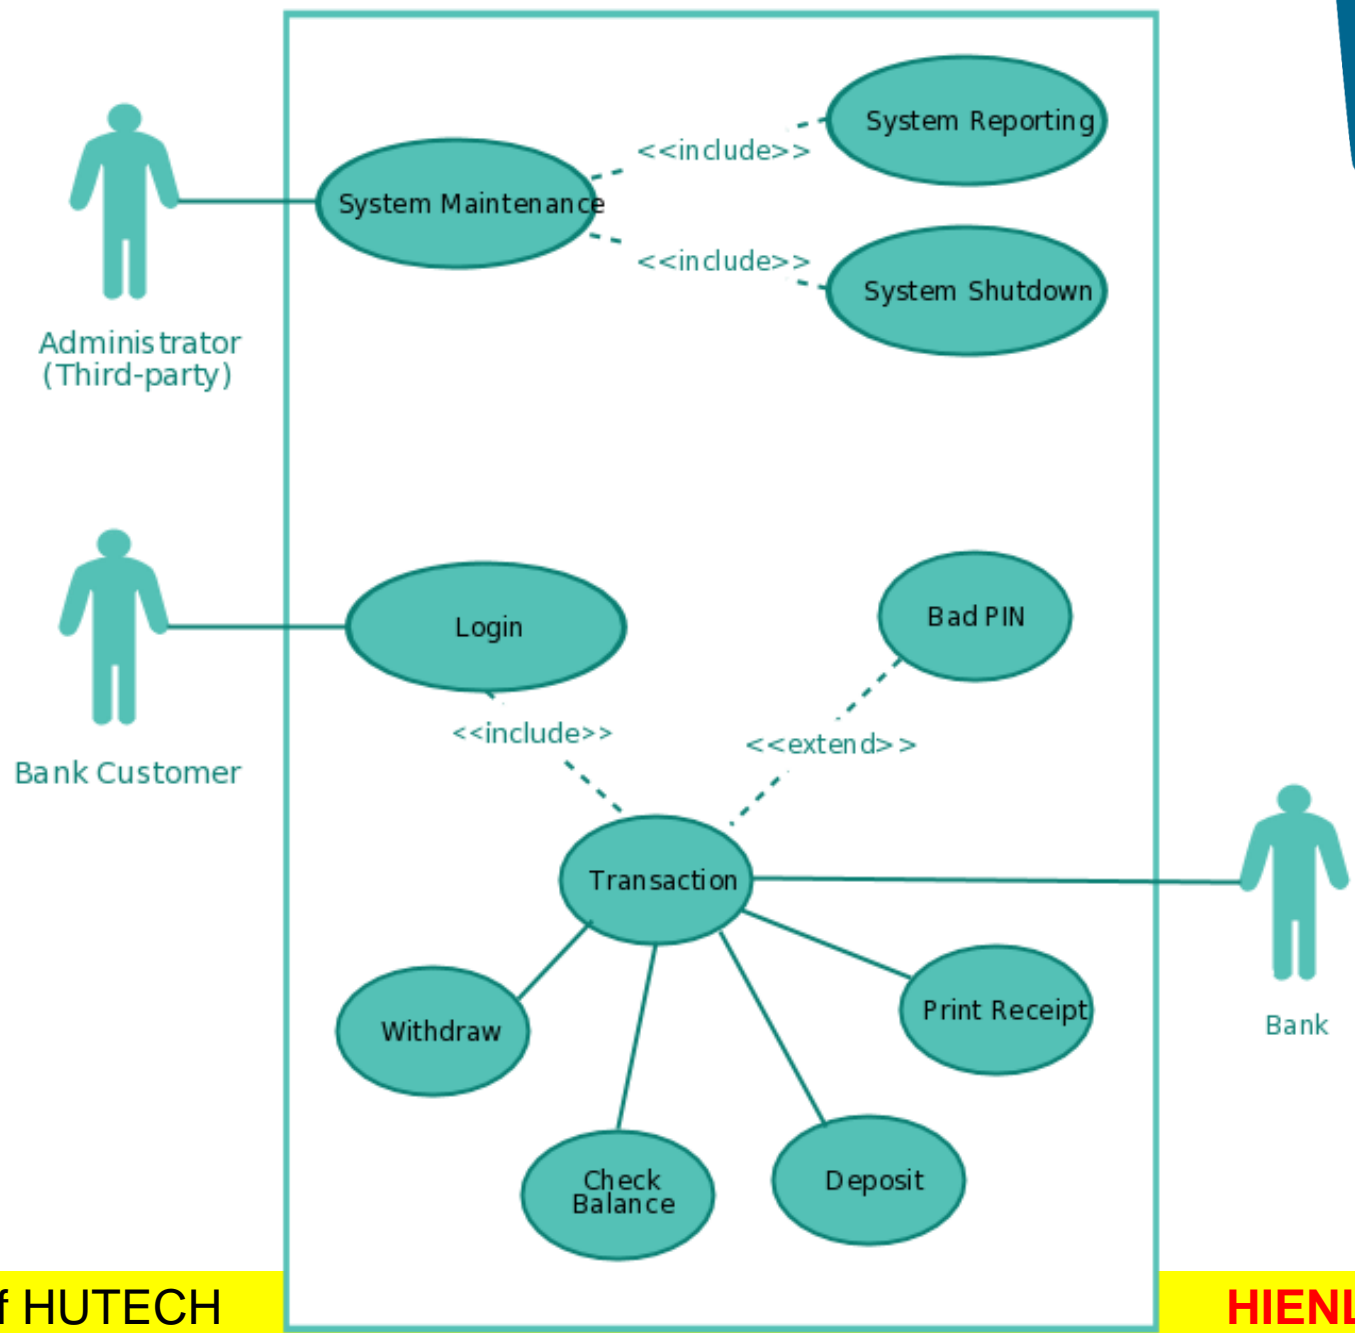 System Reporting
<<include>>
System Maintenance
<<include>>
System Shutdown
Administrator
(Third-party)
Login
Bad PIN
<<include>>
<<extend>>
Bank Customer
Transaction
Withdraw
Print Receipt
Bank
Check
Balance
Deposit
HUTECH